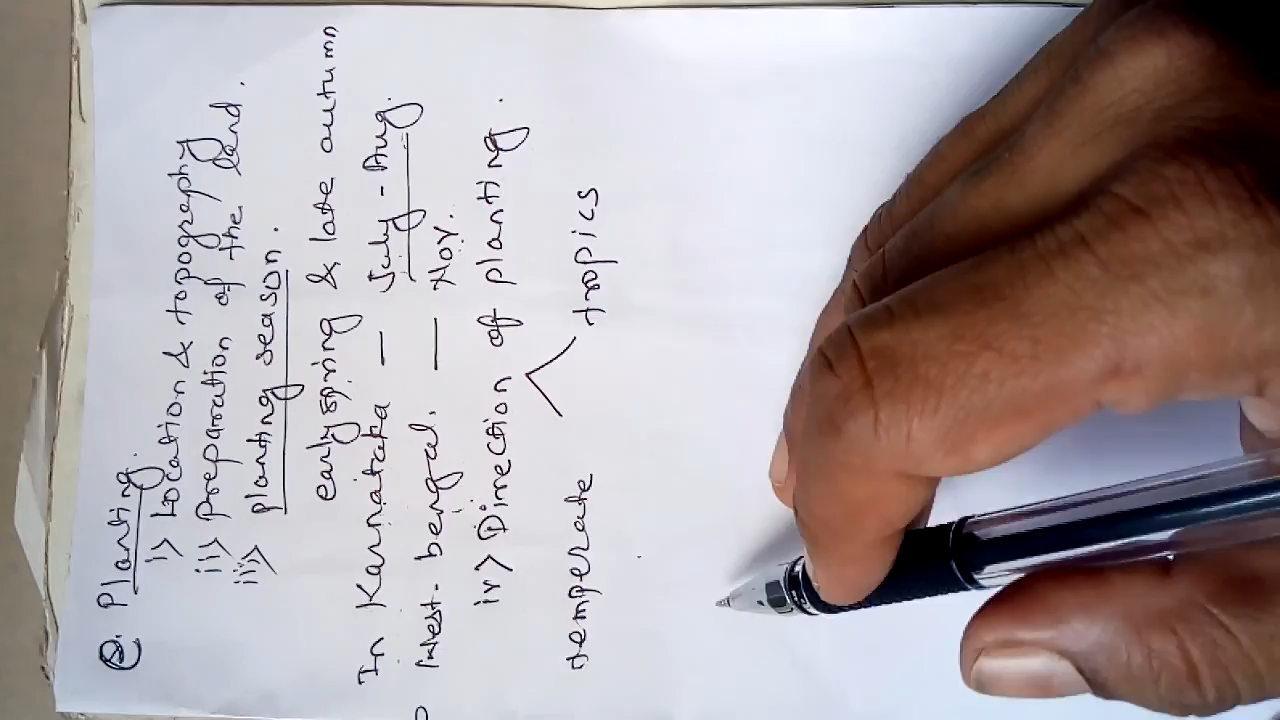 e. Planting.
i> Location & topography
ii> Preparation of the land.
iii> planting season.
early spring & late autumn
In Karnataka — July - Aug.
West bengal. — Nov.
iv> Direction of planting.
temperate tropics